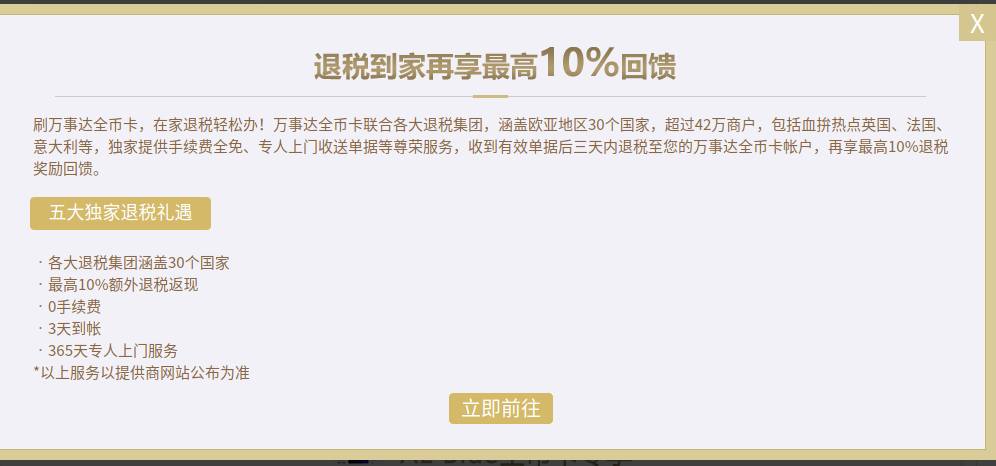 X
退税到家再享最高10%回馈
刷万事达全币卡，在家退税轻松办！万事达全币卡联合各大退税集团，涵盖欧亚地区30个国家，超过42万商户，包括血拼热点英国、法国、
意大利等，独家提供手续费全免、专人上门收送单据等尊荣服务，收到有效单据后三天内退税至您的万事达全币卡帐户，再享最高10%退税
奖励回馈。
五大独家退税礼遇
· 各大退税集团涵盖30个国家
· 最高10%额外退税返现
· 0手续费
· 3天到帐
· 365天专人上门服务
*以上服务以提供商网站公布为准
立即前往